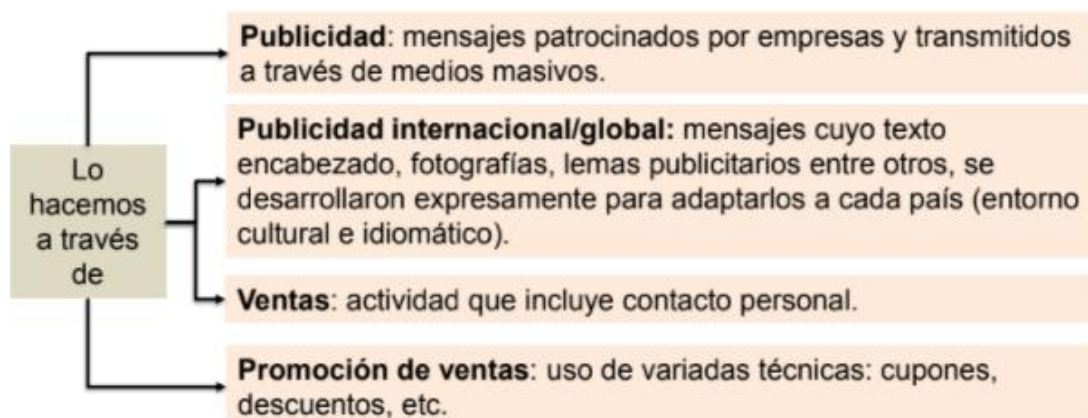 Lo
hacemos
a través
de
Publicidad: mensajes patrocinados por empresas y transmitidos
a través de medios masivos.
Publicidad internacional/global: mensajes cuyo texto
encabezado, fotografías, lemas publicitarios entre otros, se
desarrollaron expresamente para adaptarlos a cada país (entorno
cultural e idiomático).
Ventas: actividad que incluye contacto personal.
Promoción de ventas: uso de variadas técnicas: cupones,
descuentos, etc.